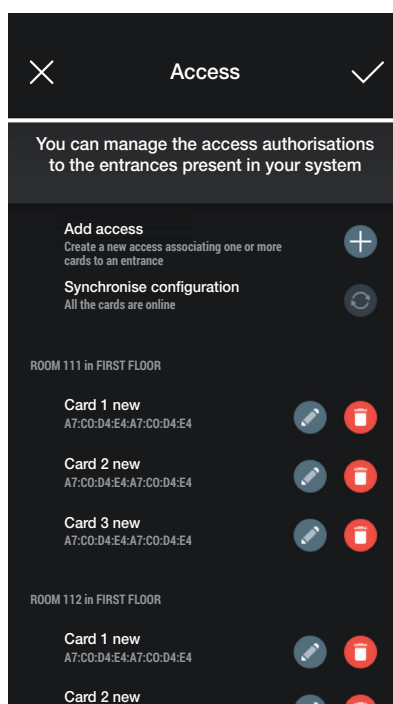 Access
You can manage the access authorisations
to the entrances present in your system
Add access
Create a new access associating one or more
cards to an entrance
Synchronise configuration
All the cards are online
ROOM 111 in FIRST FLOOR
Card 1 new
A7:C0:D4:E4:A7:C0:D4:E4
Card 2 new
A7:C0:D4:E4:A7:C0:D4:E4
Card 3 new
A7:C0:D4:E4:A7:C0:D4:E4
ROOM 112 in FIRST FLOOR
Card 1 new
A7:C0:D4:E4:A7:C0:D4:E4
Card 2 new